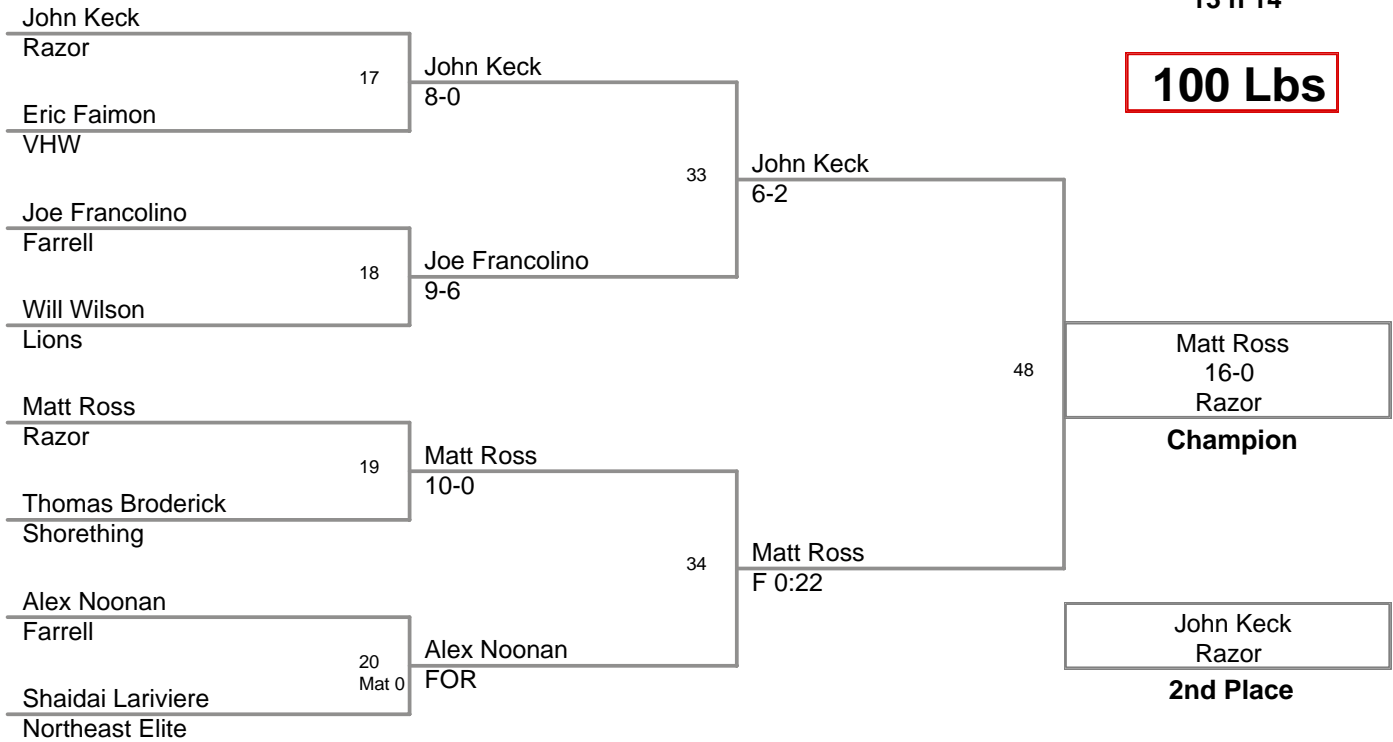 14
100 Lbs
John Keck
Razor
17
Eric Faimon
VHW
John Keck
8-0
33
Joe Francolino
Farrell
18
Will Wilson
Lions
Joe Francolino
9-6
John Keck
6-2
48
Matt Ross
Razor
19
Thomas Broderick
Shorething
Matt Ross
10-0
34
Alex Noonan
Farrell
20
Mat 0
Shaidai Lariviere
Northeast Elite
Alex Noonan
FOR
Matt Ross
F 0:22
Matt Ross
16-0
Razor
Champion
John Keck
Razor
2nd Place